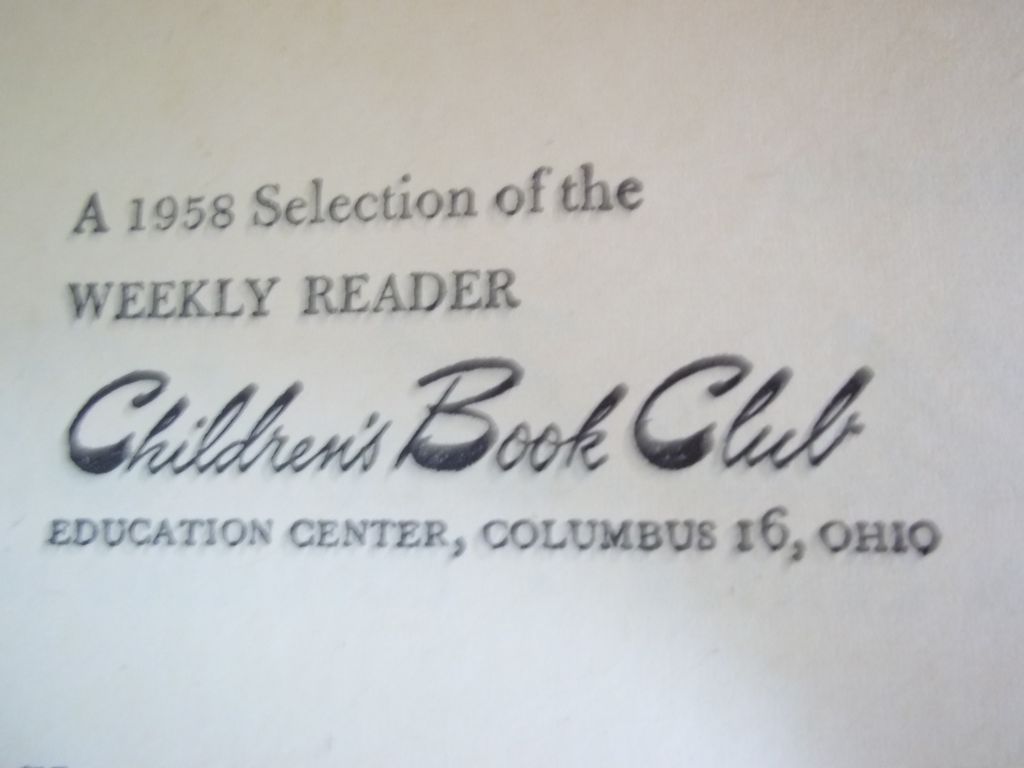 A 1958 Selection of the
WEEKLY READER
Children's Book Club
EDUCATION CENTER, COLUMBUS 16, OHIO